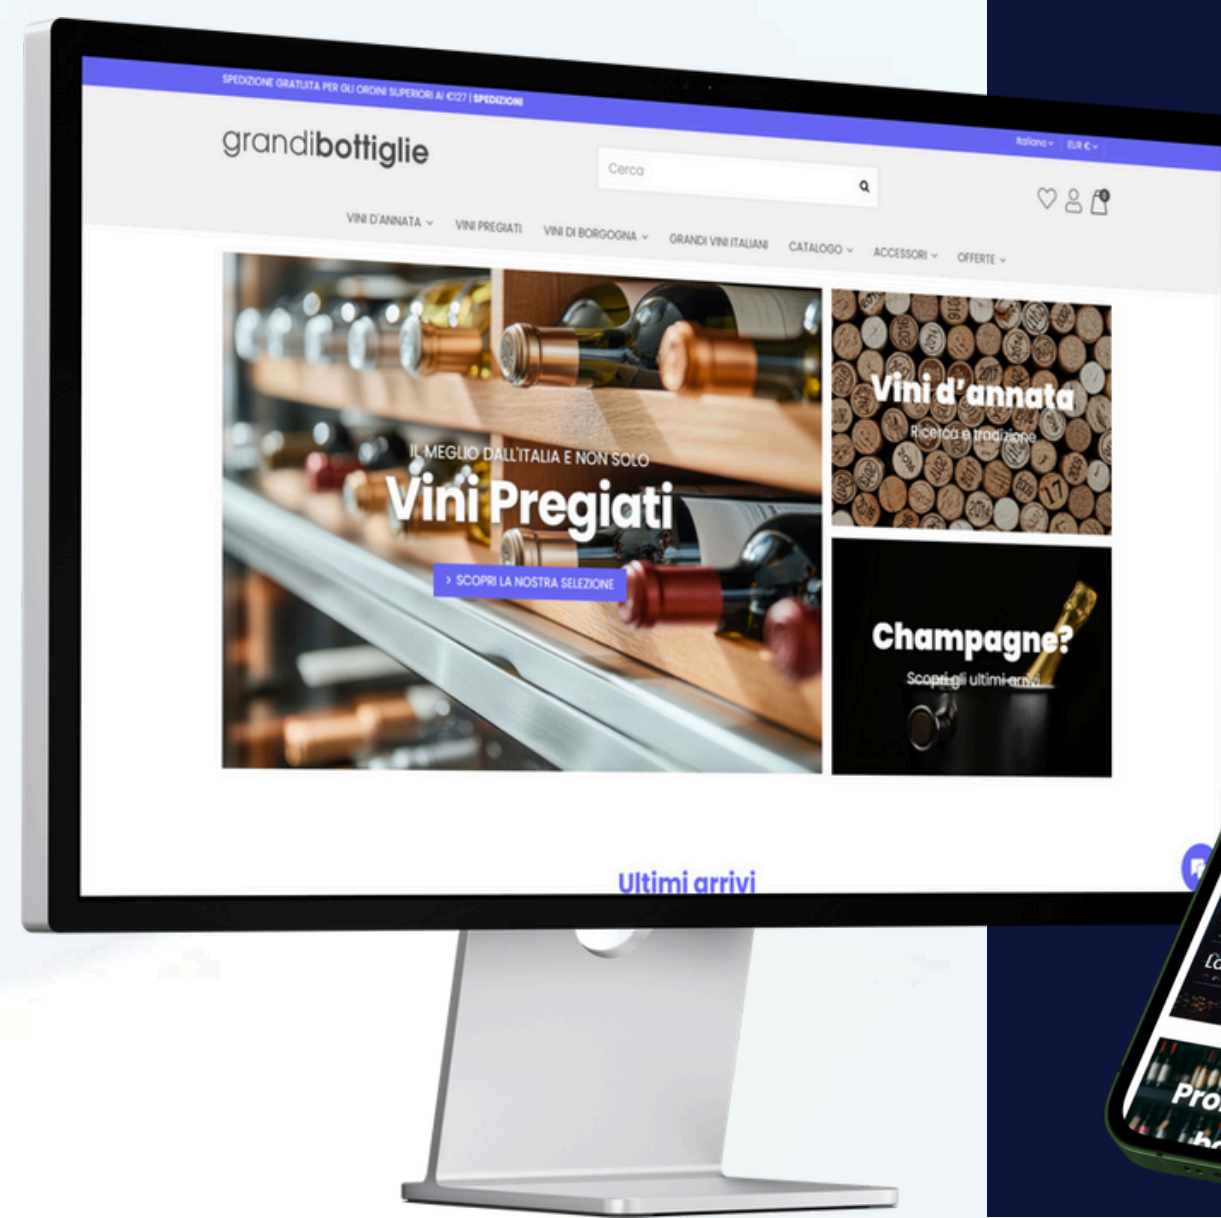 SPEDIZIONE GRATUITA PER GLI ORDINI SUPERIORI AI €127 | SPEDIZIONI
Italiano EUR €
grandibottiglie
Cerca
0
VINI D'ANNATA VINI PREGIATI VINI DI BORGOGNA GRANDI VINI ITALIANI CATALOGO ACCESSORI OFFERTE
IL MEGLIO DALL'ITALIA E NON SOLO
Vini Pregiati
> SCOPRI LA NOSTRA SELEZIONE
Vini d'annata
Ricerca e tradizione
Champagne?
Scopri gli ultimi arrivi
Ultimi arrivi